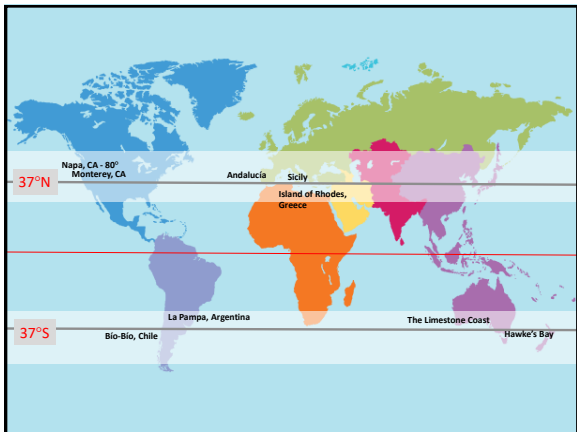 Napa, CA - 80°
Monterey, CA
37°N
Andalucía
Sicily
Island of Rhodes,
Greece
La Pampa, Argentina
The Limestone Coast
37°S
Bío-Bío, Chile
Hawke's Bay